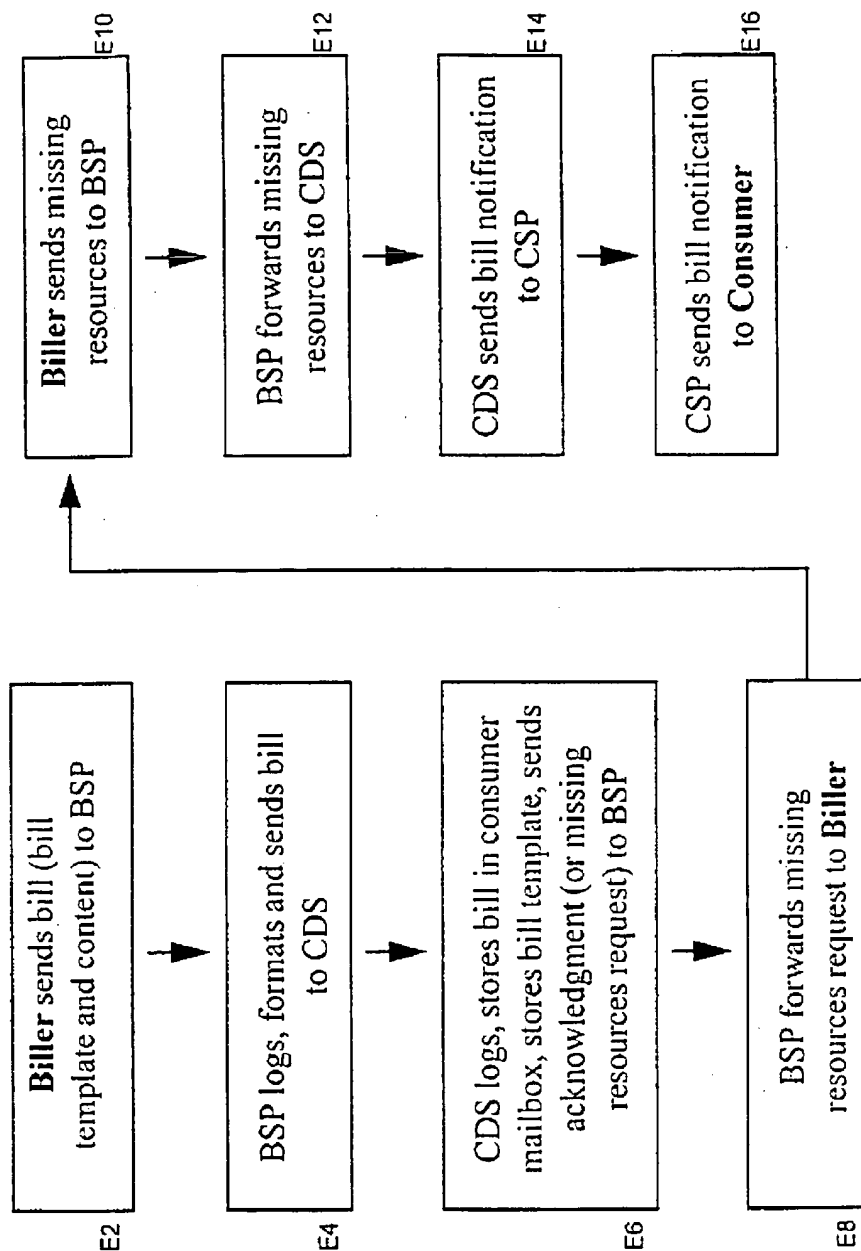 Biller sends bill (bill
template and content) to BSP
E2
BSP logs, formats and sends bill
to CDS
E4
CDS logs, stores bill in consumer
mailbox, stores bill template, sends
acknowledgment (or missing
resources request) to BSP
E6
BSP forwards missing
resources request to Biller
E8
Biller sends missing
resources to BSP
E10
BSP forwards missing
resources to CDS
E12
CDS sends bill notification
to CSP
E14
CSP sends bill notification
to Consumer
E16